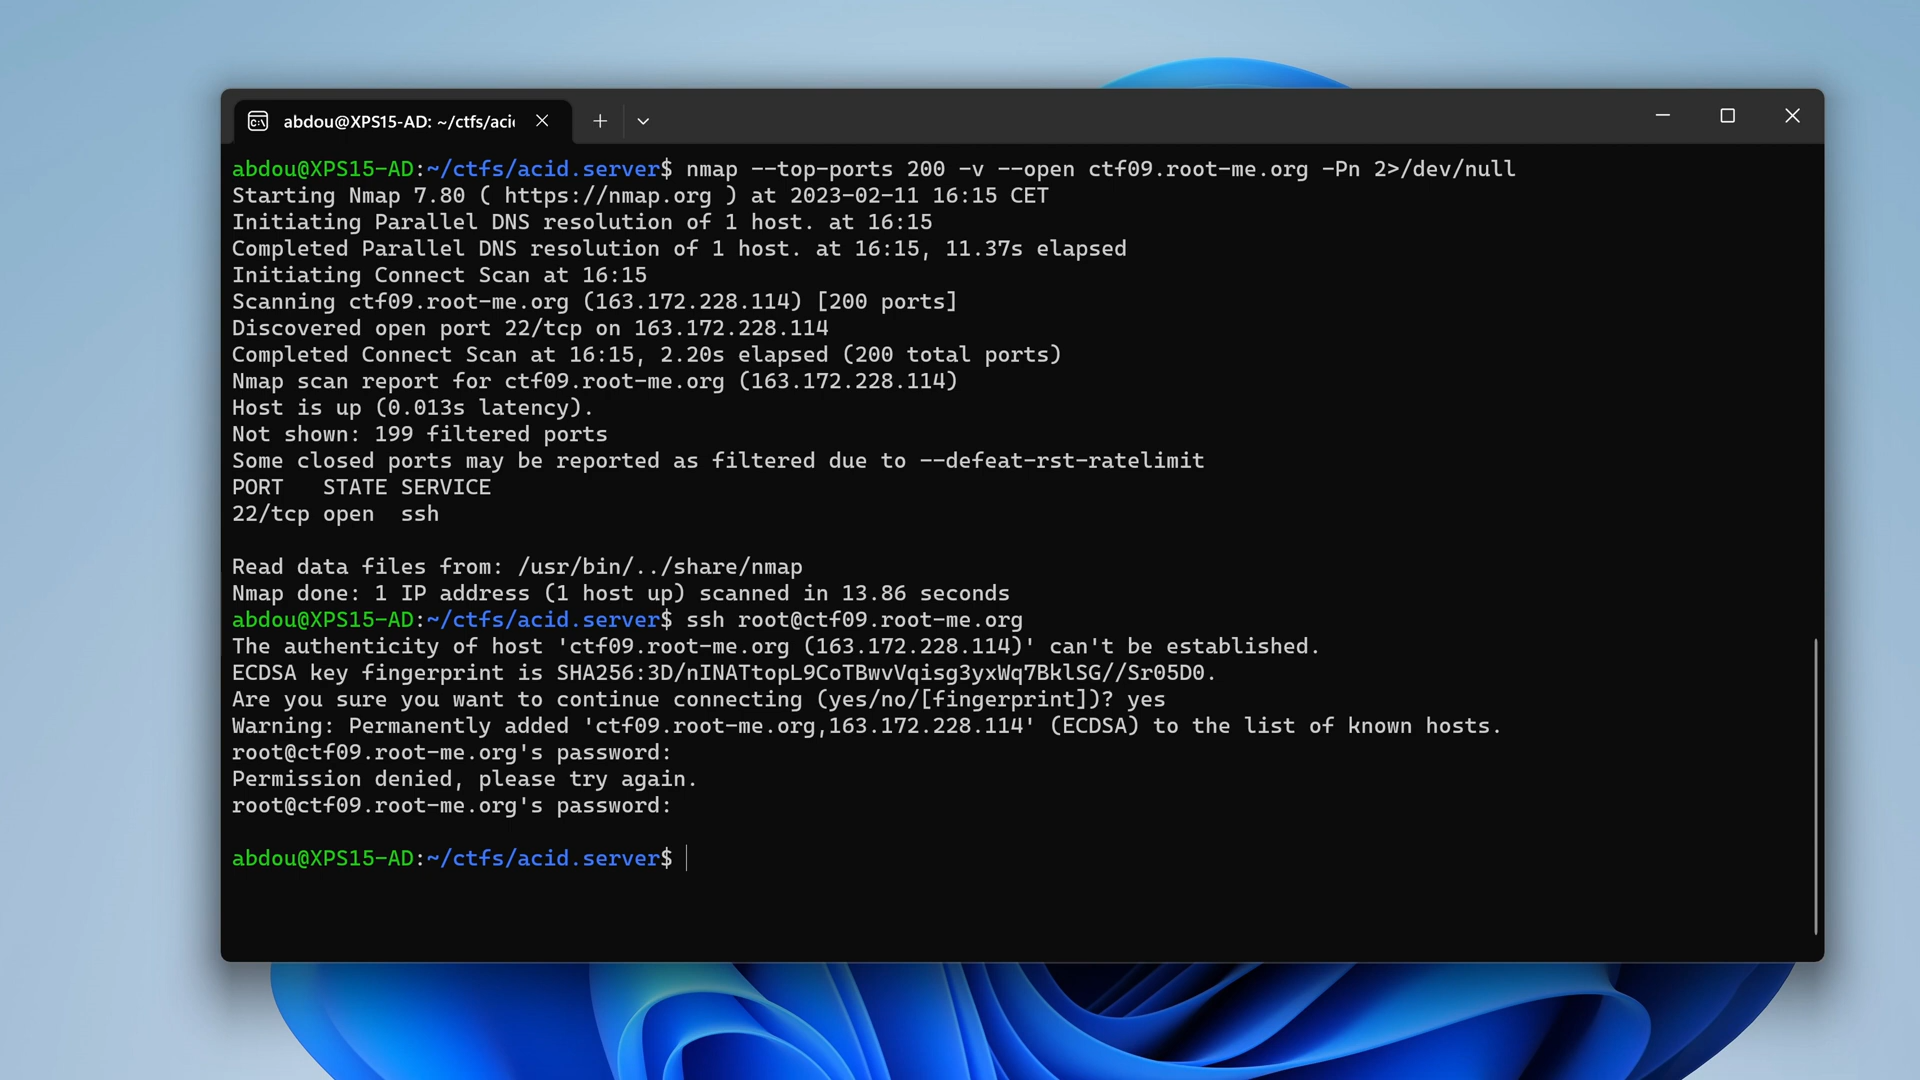 abdou@XPS15-AD: ~/ctfs/aci
abdou@XPS15-AD:~/ctfs/acid.server$ nmap --top-ports 200 -v --open ctf09.root-me.org -Pn 2>/dev/null
Starting Nmap 7.80 ( https://nmap.org ) at 2023-02-11 16:15 CET
Initiating Parallel DNS resolution of 1 host. at 16:15
Completed Parallel DNS resolution of 1 host. at 16:15, 11.37s elapsed
Initiating Connect Scan at 16:15
Scanning ctf09.root-me.org (163.172.228.114) [200 ports]
Discovered open port 22/tcp on 163.172.228.114
Completed Connect Scan at 16:15, 2.20s elapsed (200 total ports)
Nmap scan report for ctf09.root-me.org (163.172.228.114)
Host is up (0.013s latency).
Not shown: 199 filtered ports
Some closed ports may be reported as filtered due to --defeat-rst-ratelimit
PORT   STATE SERVICE
22/tcp open  ssh

Read data files from: /usr/bin/../share/nmap
Nmap done: 1 IP address (1 host up) scanned in 13.86 seconds
abdou@XPS15-AD:~/ctfs/acid.server$ ssh root@ctf09.root-me.org
The authenticity of host 'ctf09.root-me.org (163.172.228.114)' can't be established.
ECDSA key fingerprint is SHA256:3D/nINATtopL9CoTBwvVqisg3yxWq7BklSG//Sr05D0.
Are you sure you want to continue connecting (yes/no/[fingerprint])? yes
Warning: Permanently added 'ctf09.root-me.org,163.172.228.114' (ECDSA) to the list of known hosts.
root@ctf09.root-me.org's password:
Permission denied, please try again.
root@ctf09.root-me.org's password:

abdou@XPS15-AD:~/ctfs/acid.server$